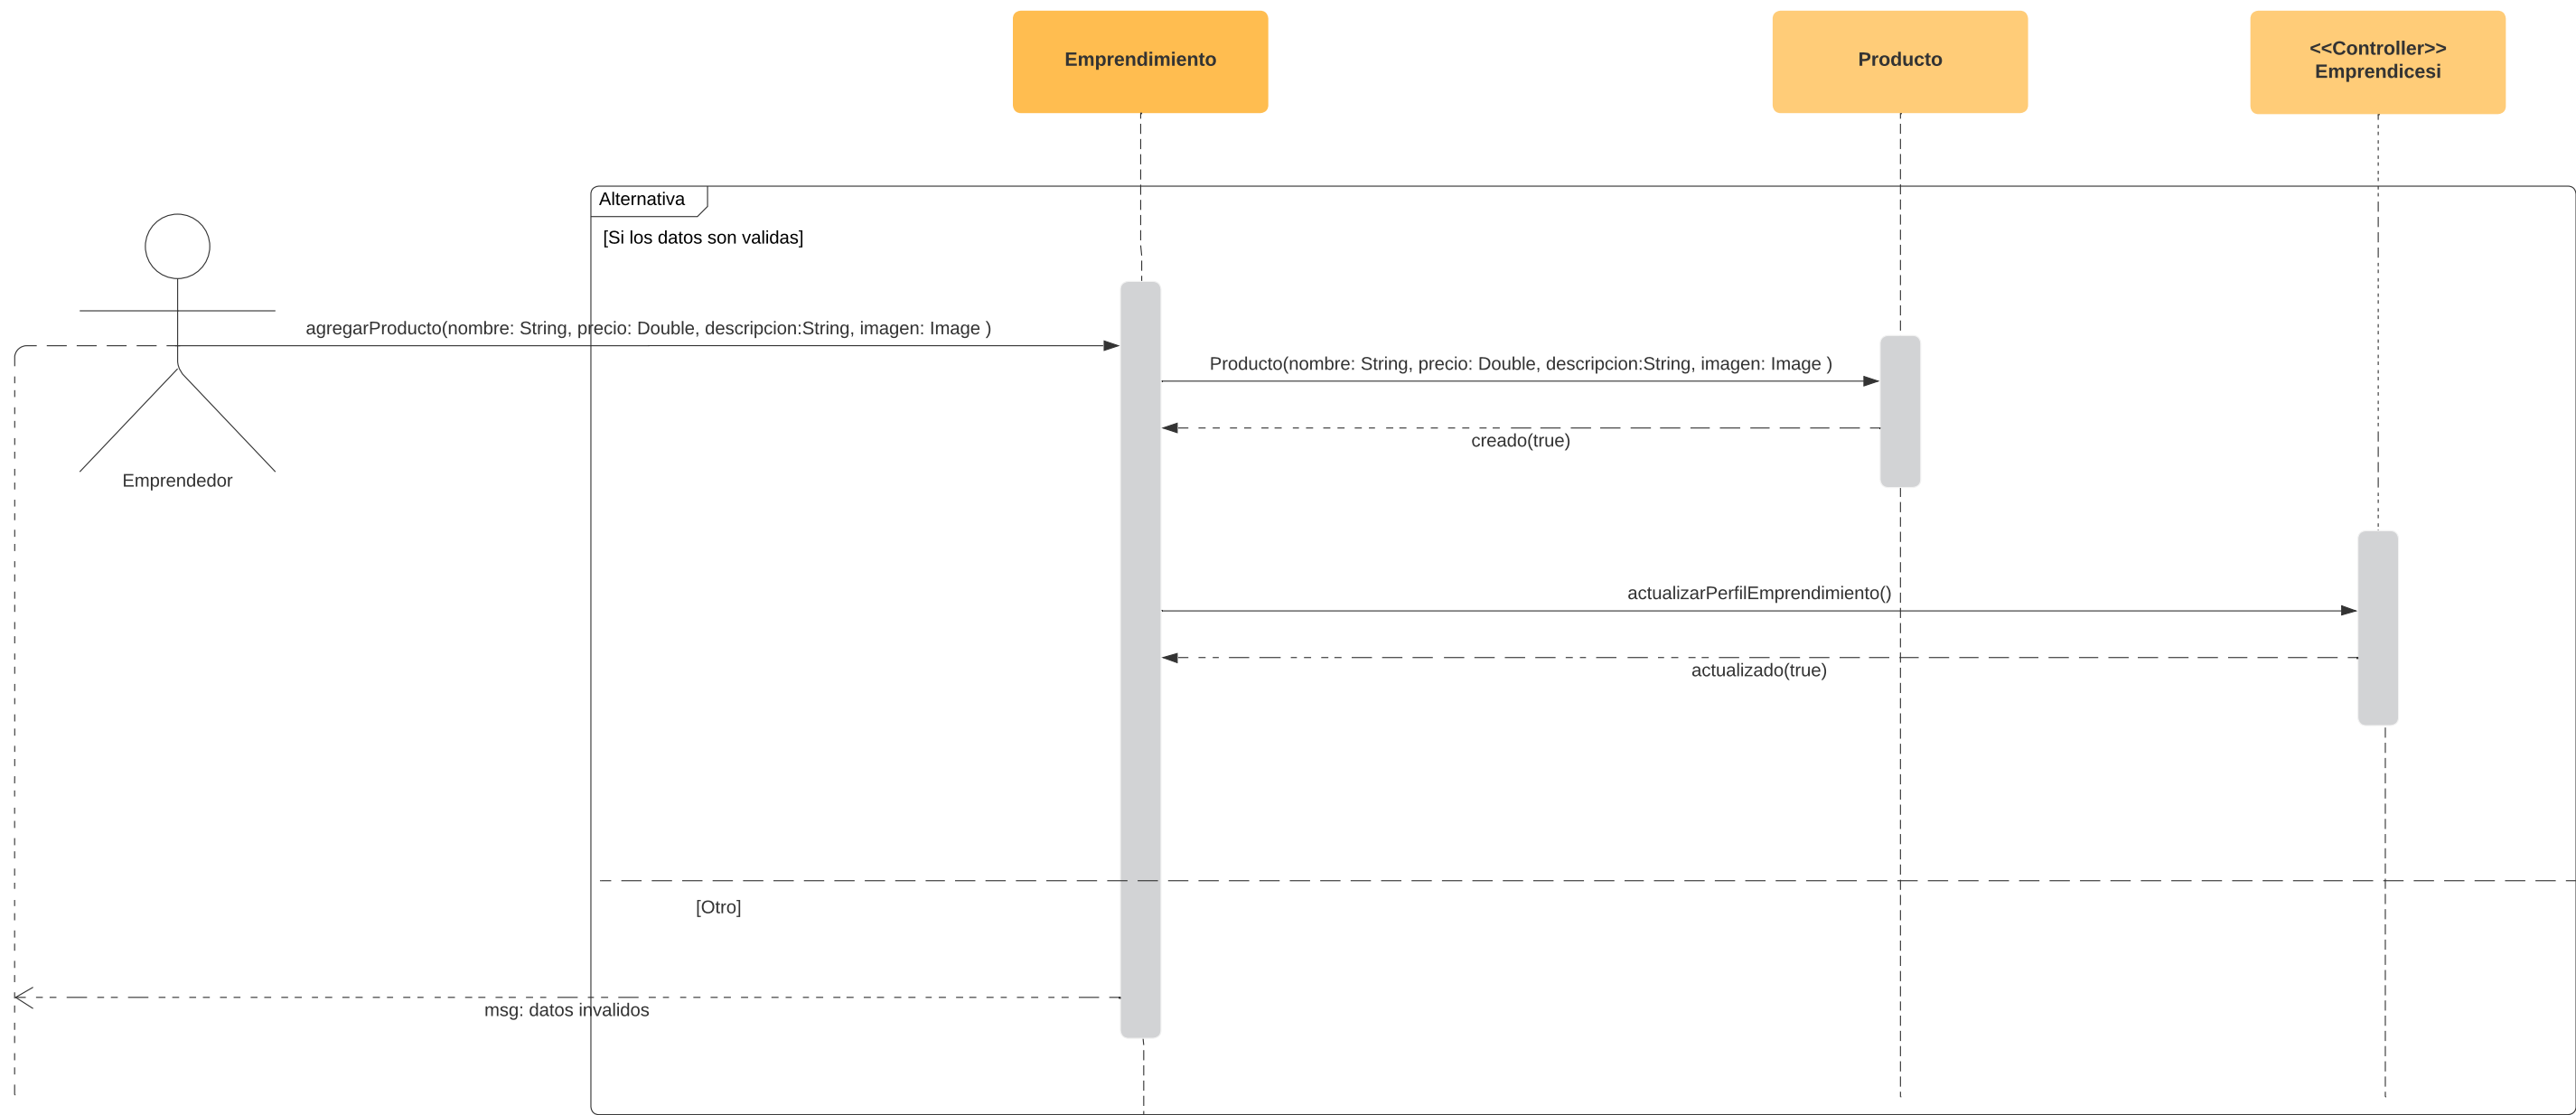 Emprendimiento
Producto
<<Controller>>
Emprendicesi
Alternativa
[Si los datos son validas]
agregarProducto(nombre: String, precio: Double, descripcion:String, imagen: Image )
Producto(nombre: String, precio: Double, descripcion:String, imagen: Image )
creado(true)
Emprendedor
actualizarPerfilEmprendimiento()
actualizado(true)
[Otro]
msg: datos invalidos